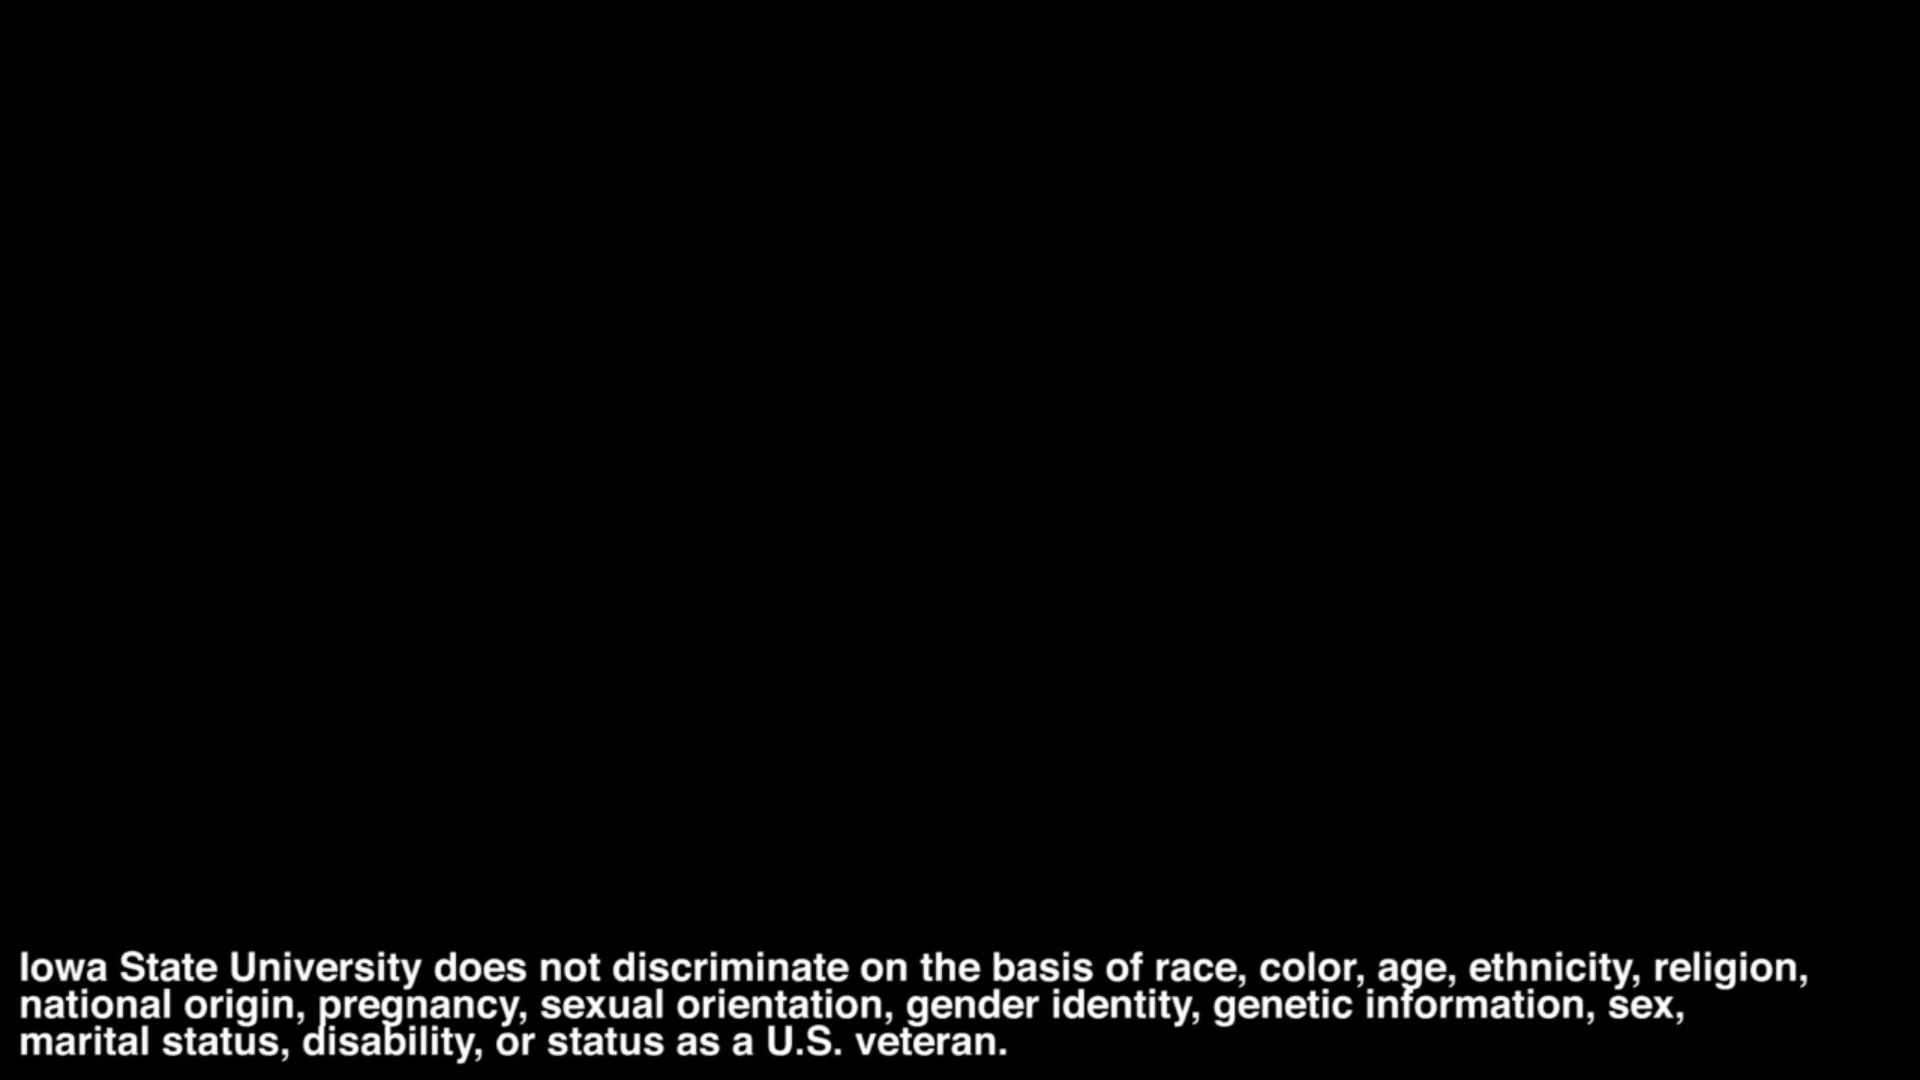 Iowa State University does not discriminate on the basis of race, color, age, ethnicity, religion,
national origin, pregnancy, sexual orientation, gender identity, genetic information, sex,
marital status, disability, or status as a U.S. veteran.